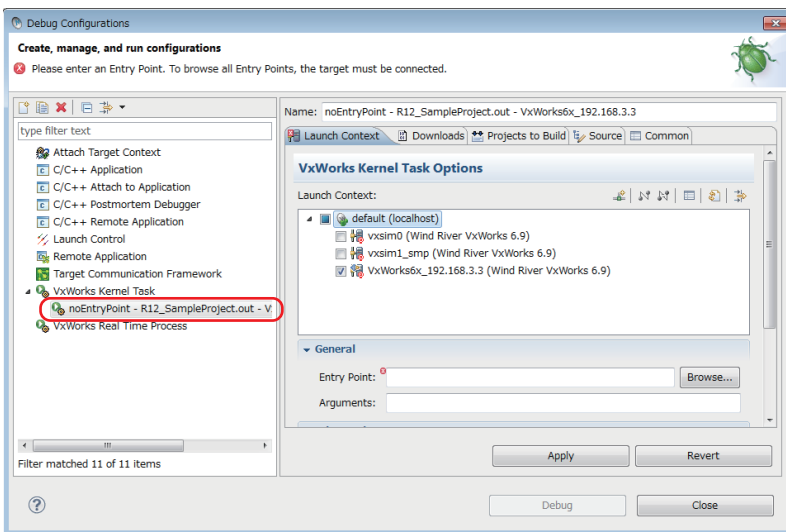 Debug Configurations
Create, manage, and run configurations
Please enter an Entry Point. To browse all Entry Points, the target must be connected.
type filter text
Attach Target Context
C/C++ Application
C/C++ Attach to Application
C/C++ Postmortem Debugger
C/C++ Remote Application
Launch Control
Remote Application
Target Communication Framework
VxWorks Kernel Task
noEntryPoint - R12_SampleProject.out - V
VxWorks Real Time Process
Filter matched 11 of 11 items
Name: noEntryPoint - R12_SampleProject.out - VxWorks6x_192.168.3.3
Launch Context Downloads Projects to Build Source Common
VxWorks Kernel Task Options
Launch Context:
default (localhost)
vxsim0 (Wind River VxWorks 6.9)
vxsim1_smp (Wind River VxWorks 6.9)
VxWorks6x_192.168.3.3 (Wind River VxWorks 6.9)
General
Entry Point: Browse...
Arguments:
Apply Revert
Debug Close